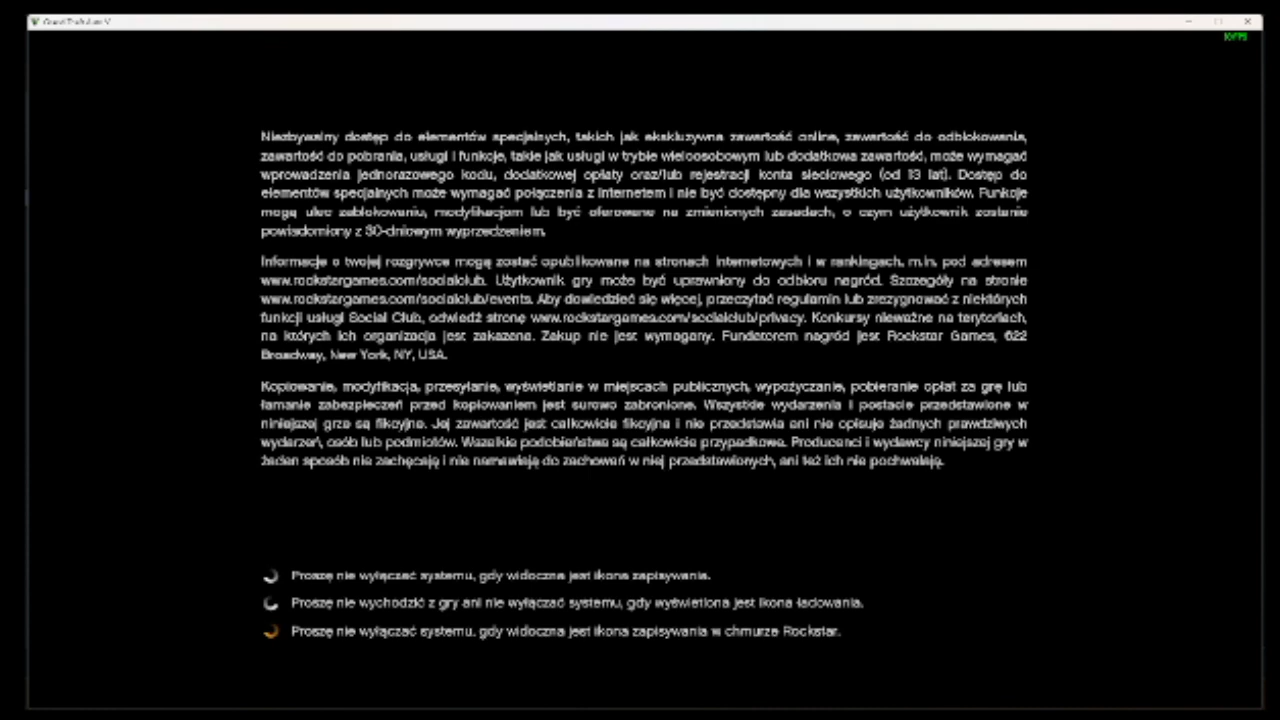 Grand Theft Auto V
Niezbywalny dostęp do elementów specjalnych, takich jak ekskluzywna zawartość online, zawartość do odblokowania,
zawartość do pobrania, usługi i funkcje, takie jak usługi w trybie wieloosobowym lub dodatkowa zawartość, może wymagać
wprowadzenia jednorazowego kodu, dodatkowej opłaty oraz/lub rejestracji konta sieciowego (od 13 lat). Dostęp do
elementów specjalnych może wymagać połączenia z Internetem i nie być dostępny dla wszystkich użytkowników. Funkcje
mogą ulec zablokowaniu, modyfikacjom lub być oferowane na zmienionych zasadach, o czym użytkownik zostanie
powiadomiony z 30-dniowym wyprzedzeniem.
Informacje o twojej rozgrywce mogą zostać opublikowane na stronach internetowych i w rankingach, m.in. pod adresem
www.rockstargames.com/socialclub. Użytkownik gry może być uprawniony do odbioru nagród. Szczegóły na stronie
www.rockstargames.com/socialclub/events. Aby dowiedzieć się więcej, przeczytać regulamin lub zrezygnować z niektórych
funkcji usługi Social Club, odwiedź stronę www.rockstargames.com/socialclub/privacy. Konkursy nieważne na terytoriach,
na których ich organizacja jest zakazana. Zakup nie jest wymagany. Fundatorem nagród jest Rockstar Games, 622
Broadway, New York, NY, USA.
Kopiowanie, modyfikacja, przesyłanie, wyświetlanie w miejscach publicznych, wypożyczanie, pobieranie opłat za grę lub
łamanie zabezpieczeń przed kopiowaniem jest surowo zabronione. Wszystkie wydarzenia i postacie przedstawione w
niniejszej grze są fikcyjne. Jej zawartość jest całkowicie fikcyjna i nie przedstawia ani nie opisuje żadnych prawdziwych
wydarzeń, osób lub podmiotów. Wszelkie podobieństwa są całkowicie przypadkowe. Producenci i wydawcy niniejszej gry w
żaden sposób nie zachęcają i nie namawiają do zachowań w niej przedstawionych, ani też ich nie pochwalają.
Proszę nie wyłączać systemu, gdy widoczna jest ikona zapisywania.
Proszę nie wychodzić z gry ani nie wyłączać systemu, gdy wyświetlona jest ikona ładowania.
Proszę nie wyłączać systemu, gdy widoczna jest ikona zapisywania w chmurze Rockstar.